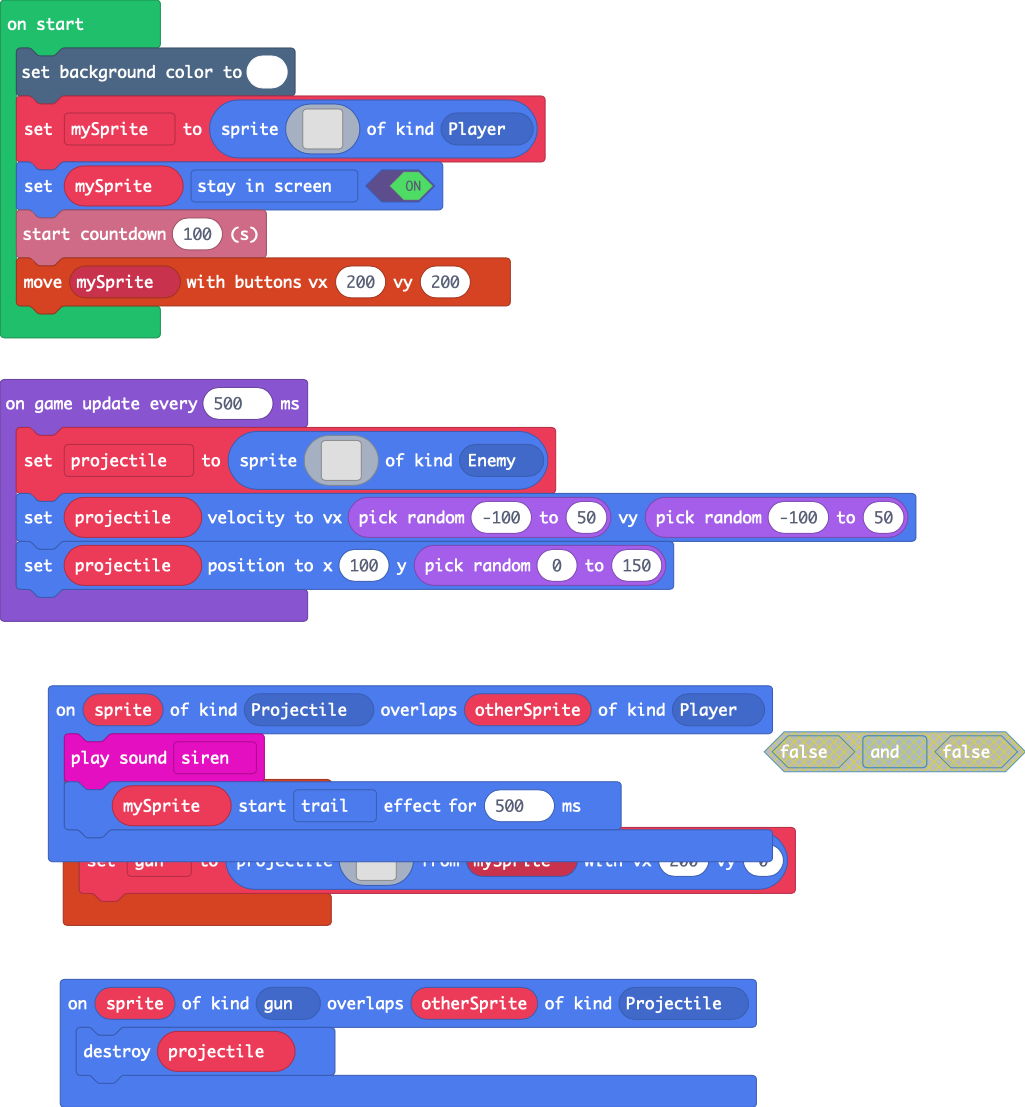 on start
set background color to
set mySprite to sprite of kind Player
set mySprite stay in screen ON
start countdown 100 (s)
move mySprite with buttons vx 200 vy 200
on game update every 500 ms
set projectile to sprite of kind Enemy
set projectile velocity to vx pick random -100 to 50 vy pick random -100 to 50
set projectile position to x 100 y pick random 0 to 150
on sprite of kind Projectile overlaps otherSprite of kind Player
false and false
play sound siren
mySprite start trail effect for 500 ms
set gun to projectile from mySprite with vx 200 vy 0
on sprite of kind gun overlaps otherSprite of kind Projectile
destroy projectile